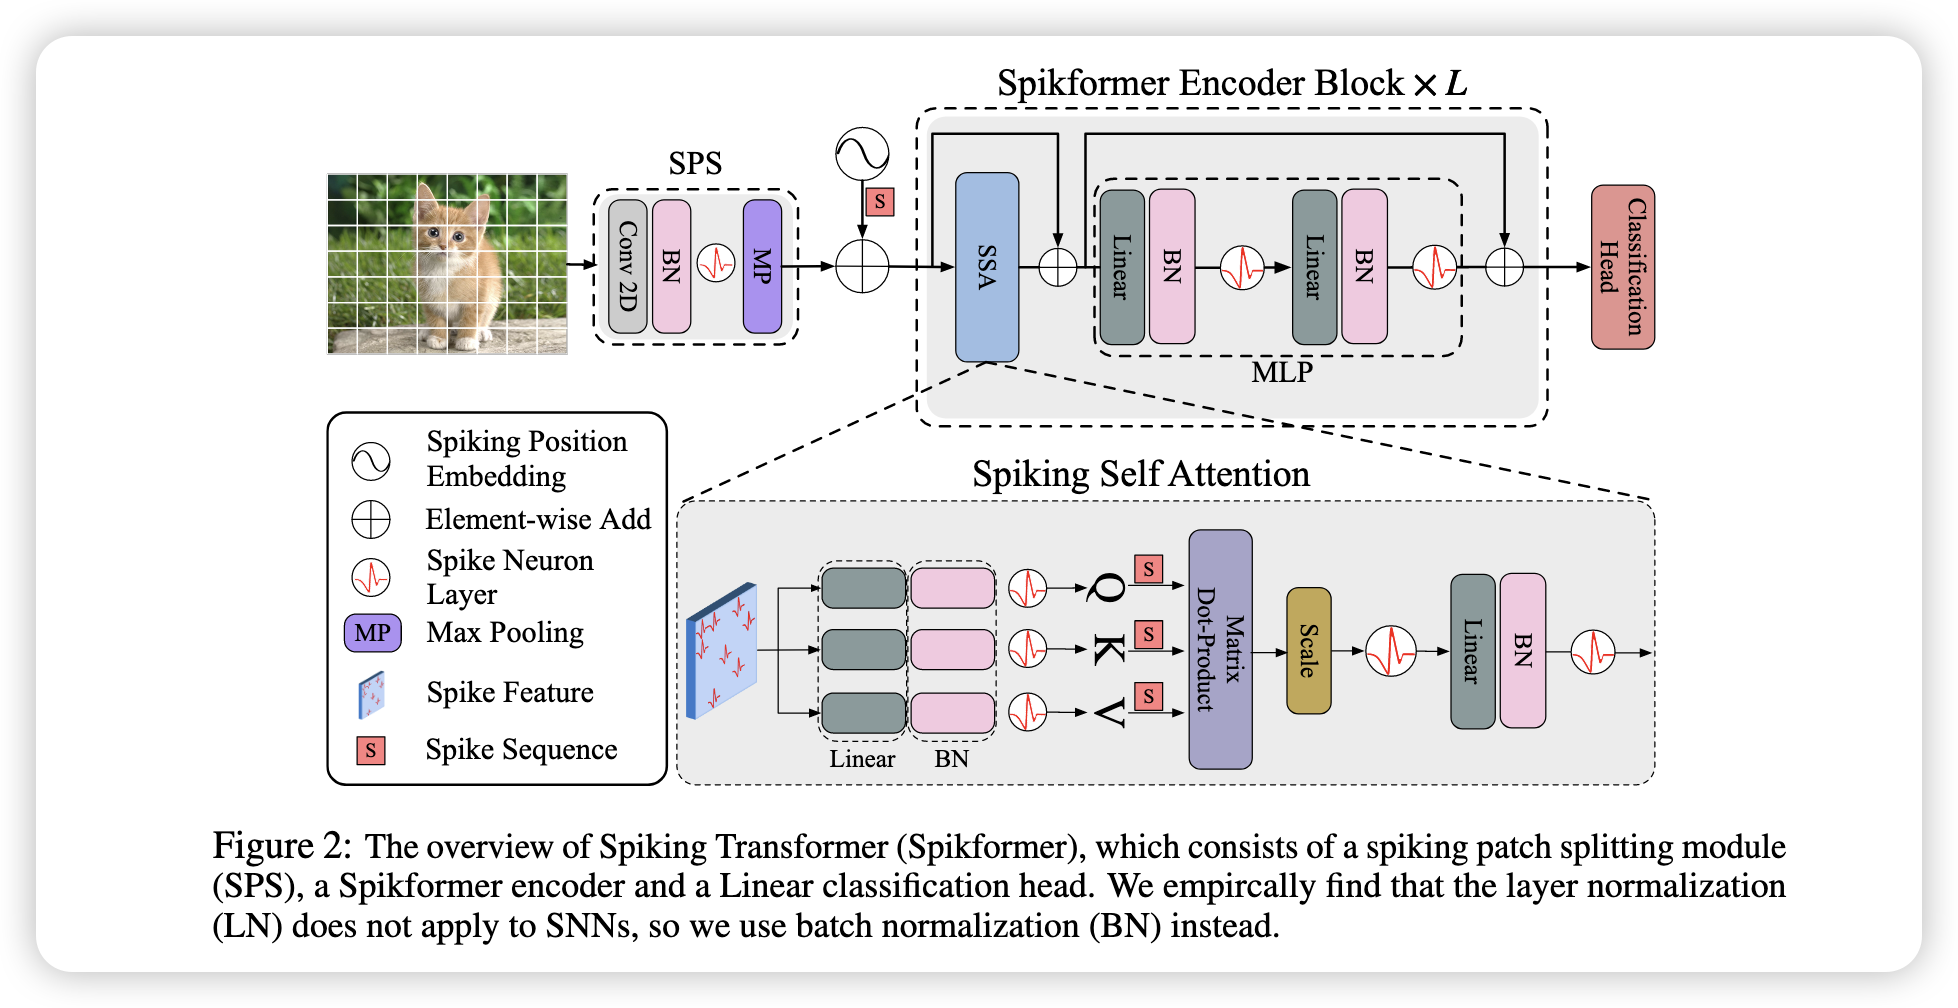 Spikformer Encoder Block × L
SPS
S
Conv 2D
BN
MP
SSA
Linear
BN
Linear
BN
MLP
Classification
Head
Spiking Position
Embedding
Element-wise Add
Spike Neuron
Layer
MP
Max Pooling
Spike Feature
S
Spike Sequence
Spiking Self Attention
Linear
BN
Q
K
V
S
S
S
Matrix
Dot-Product
Scale
Linear
BN
Figure 2: The overview of Spiking Transformer (Spikformer), which consists of a spiking patch splitting module
(SPS), a Spikformer encoder and a Linear classification head. We empircally find that the layer normalization
(LN) does not apply to SNNs, so we use batch normalization (BN) instead.